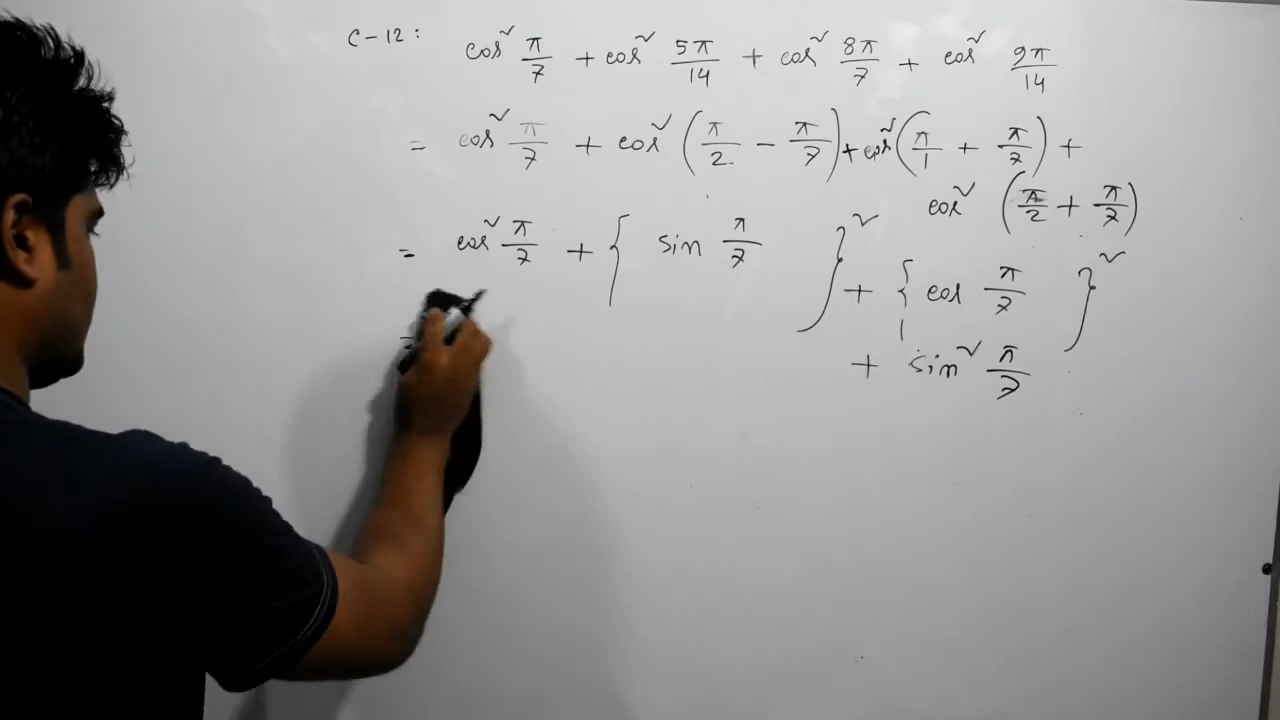 C-12: cos² π/7 + cos² 5π/14 + cos² 8π/7 + cos² 9π/14
= cos² π/7 + cos² (π/2 - π/7) + cos² (π/1 + π/7) +
cos² (π/2 + π/7)
= cos² π/7 + { sin π/7 }² + { cos π/7 }²
+ sin² π/7
=